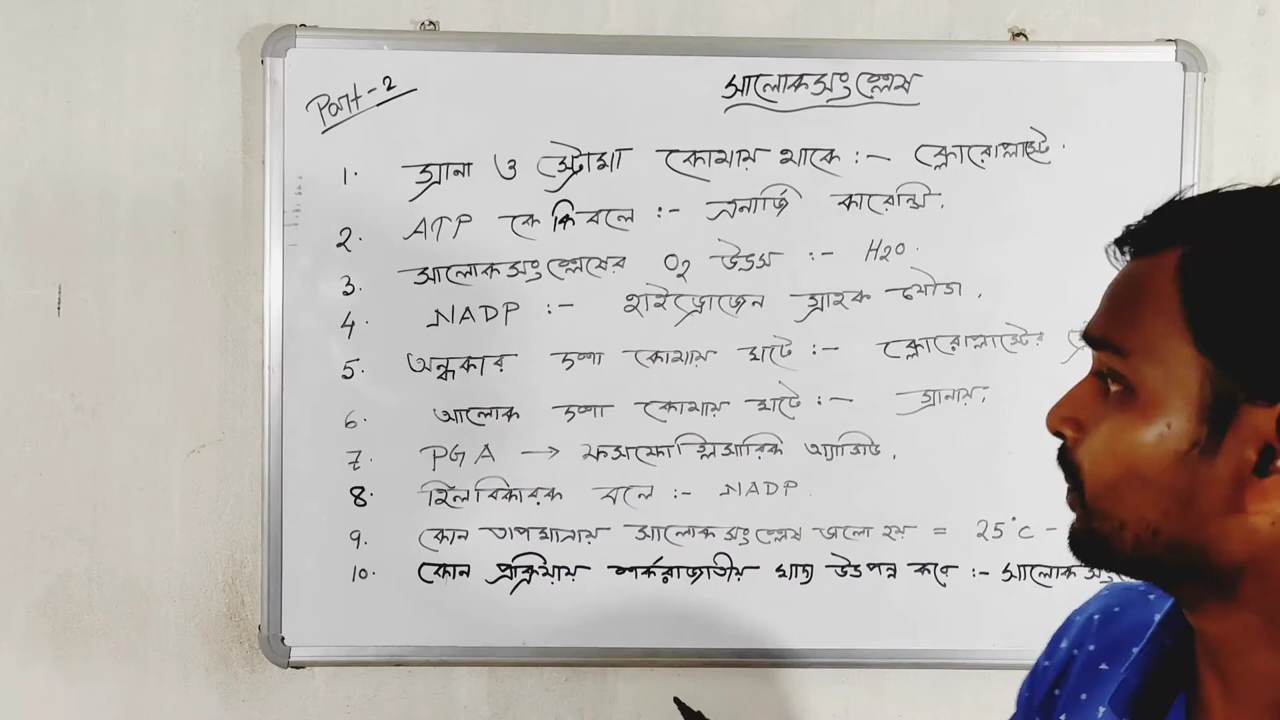 Part-2
আলোকসংশ্লেষ
1. গ্রানা ও স্ট্রোমা কোথায় থাকে :- ক্লোরোপ্লাস্টে.
2. ATP কে কি বলে :- এনার্জি কারেন্সি.
3. আলোকসংশ্লেষের O2 উৎস :- H2O.
4. NADP :- হাইড্রোজেন গ্রাহক যৌগ.
5. অন্ধকার দশা কোথায় ঘটে :- ক্লোরোপ্লাস্টের
6. আলোক দশা কোথায় ঘটে :- গ্রানায়.
7. PGA → ফসফোগ্লিসারিক অ্যাসিড.
8. হিলবিকারক বলে :- NADP.
9. কোন তাপমাত্রায় আলোকসংশ্লেষ ভালো হয় = 25°C -
10. কোন প্রক্রিয়ায় শর্করাজাতীয় খাদ্য উৎপন্ন করে :-